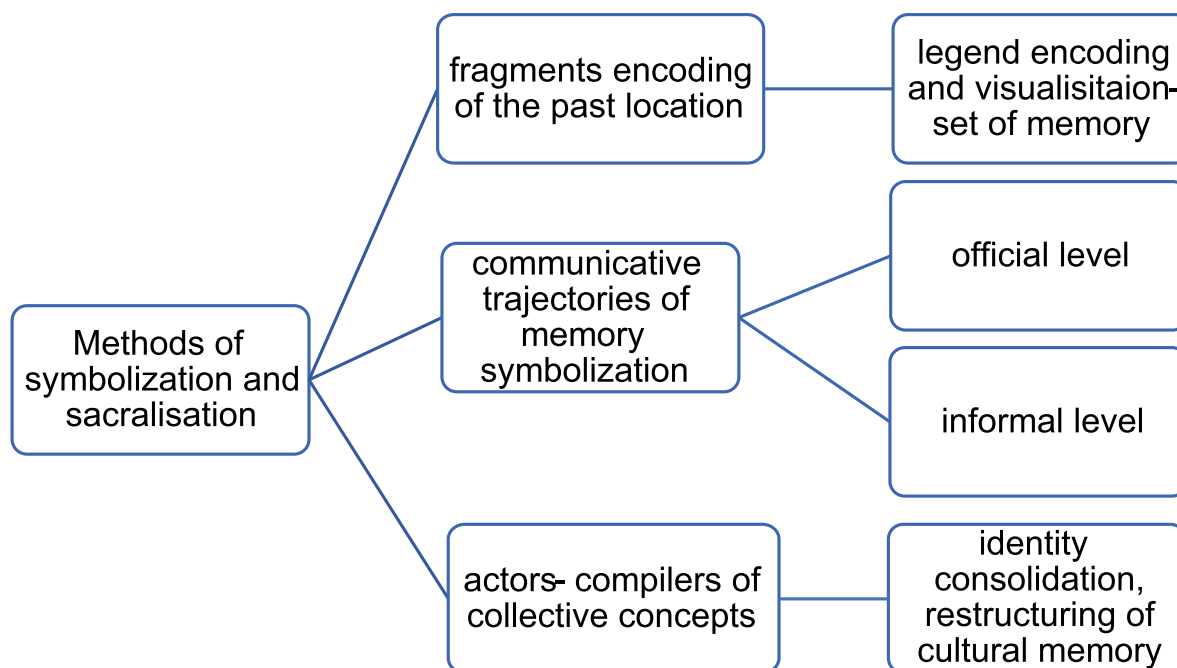 fragments encoding
of the past location
legend encoding
and visualisitaion-
set of memory
communicative
trajectories of
memory
symbolization
official level
Methods of
symbolization and
sacralisation
informal level
actors- compilers of
collective concepts
identity
consolidation,
restructuring of
cultural memory